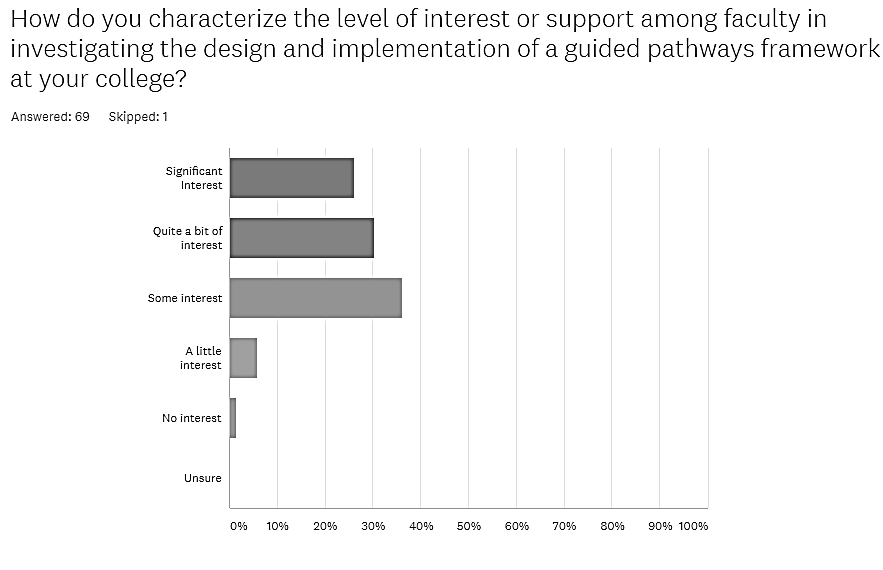 How do you characterize the level of interest or support among faculty in
investigating the design and implementation of a guided pathways framework
at your college?
Answered: 69 Skipped: 1
Significant
Interest
Quite a bit of
interest
Some interest
A little
interest
No interest
Unsure
0% 10% 20% 30% 40% 50% 60% 70% 80% 90% 100%